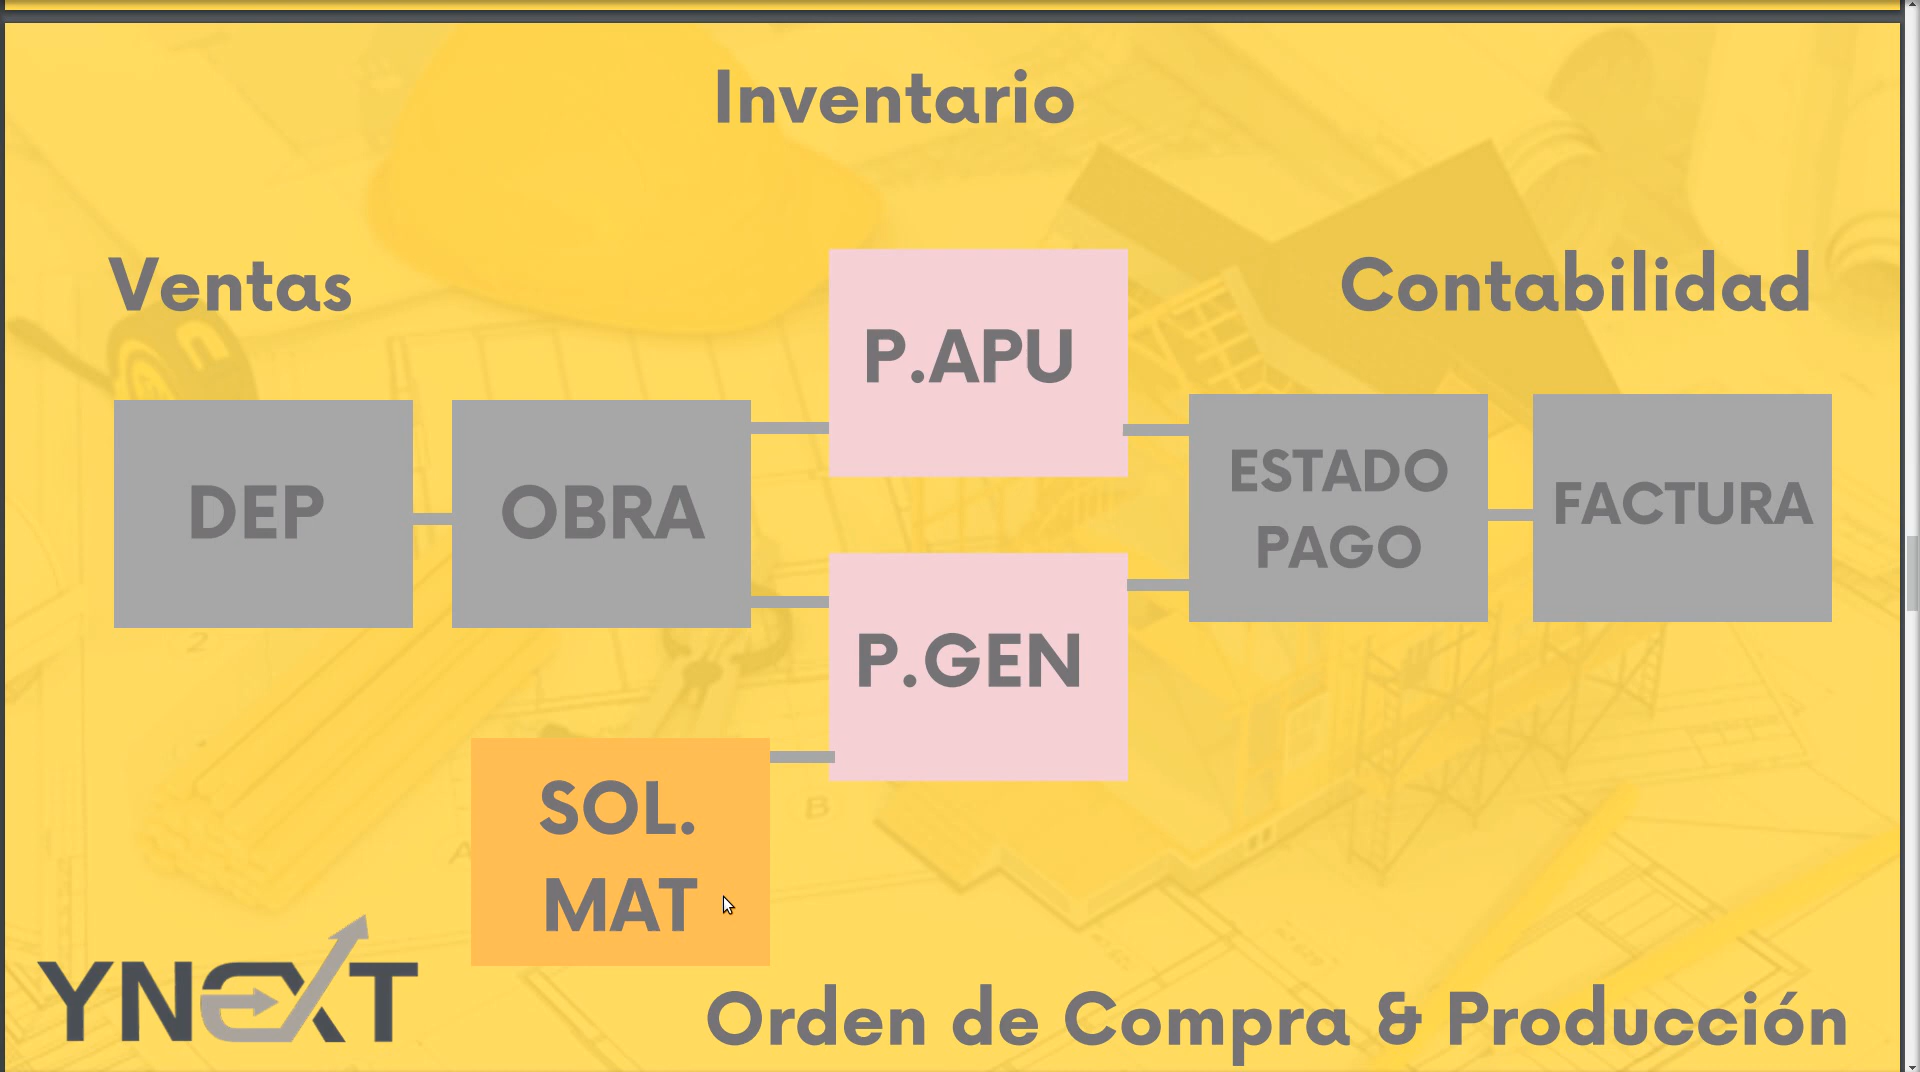 Inventario
Ventas
Contabilidad
P.APU
DEP
OBRA
ESTADO
PAGO
FACTURA
P.GEN
SOL.
MAT
YNEXT
Orden de Compra & Producción